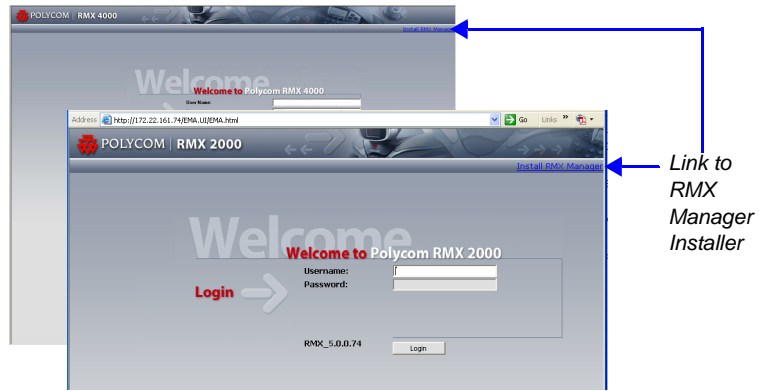 POLYCOM | RMX 4000
Install RMX Manager
Welcome
Welcome to Polycom RMX 4000
User Name:
Address http://172.22.161.74/EMA.UI/EMA.html Go Links »
POLYCOM | RMX 2000
Install RMX Manager
Welcome
Welcome to Polycom RMX 2000
Username:
Password:
Login
RMX_5.0.0.74 Login
Link to
RMX
Manager
Installer